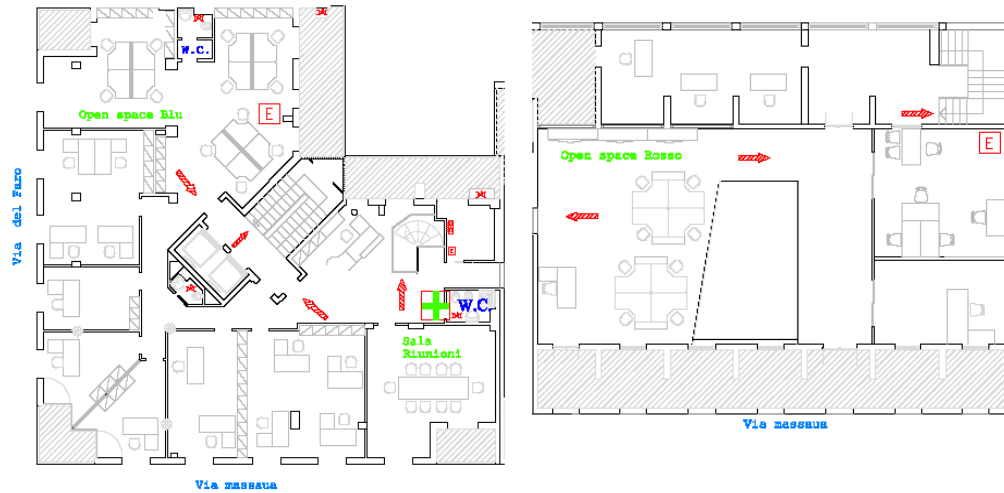 W.C.
Open space Blu
E
Via del Faro
W.C.
Sala
Riunioni
Via massaua
Open space Rosso
E
Via massaua